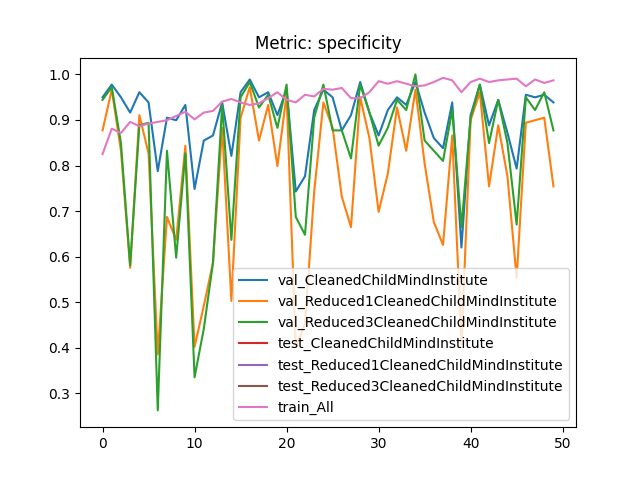 Metric: specificity
1.0
0.9
0.8
0.7
0.6
0.5
0.4
0.3
val_CleanedChildMindInstitute
val_Reduced1CleanedChildMindInstitute
val_Reduced3CleanedChildMindInstitute
test_CleanedChildMindInstitute
test_Reduced1CleanedChildMindInstitute
test_Reduced3CleanedChildMindInstitute
train_All
0 10 20 30 40 50